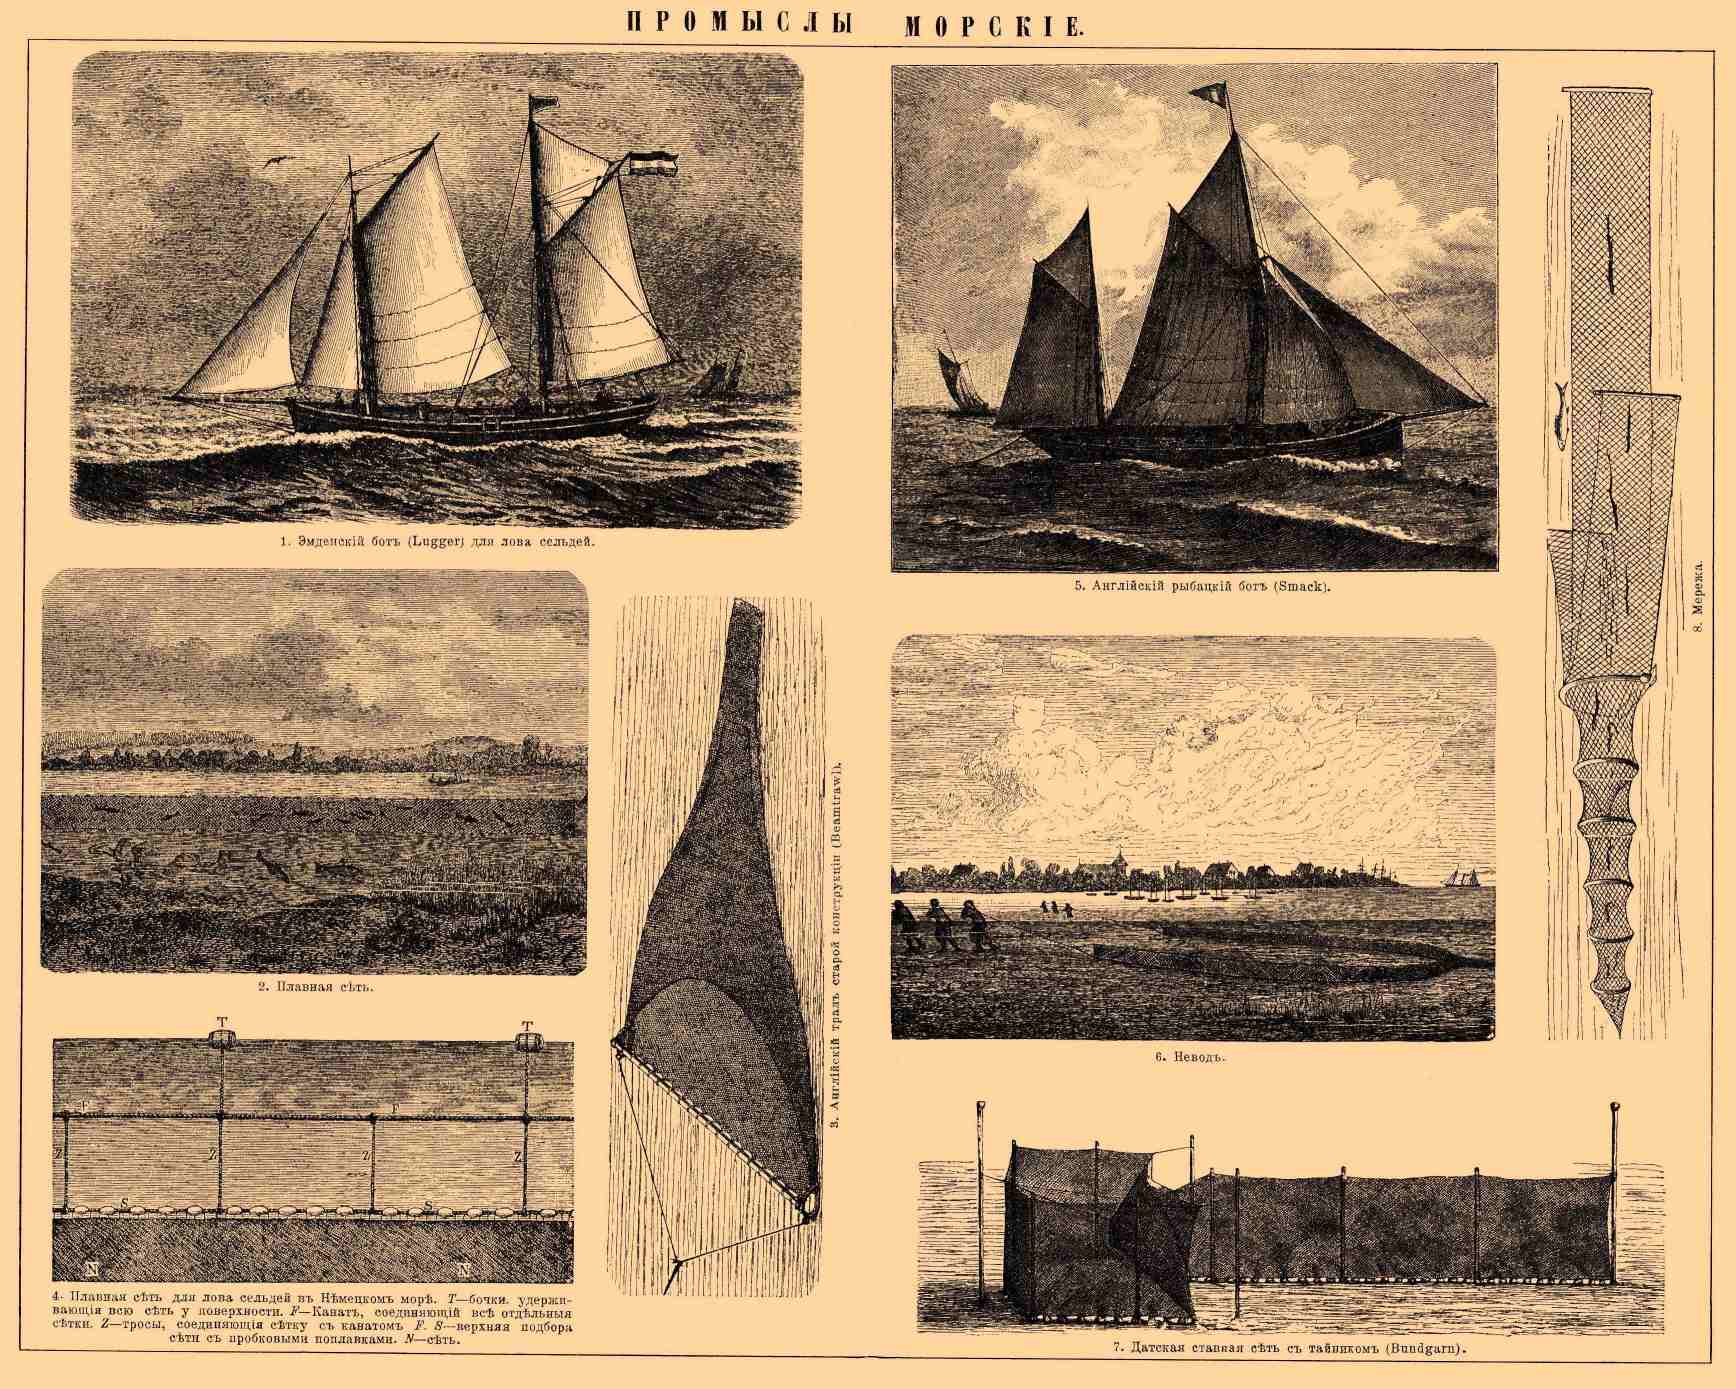 ПРОМЫСЛЫ МОРСКІЕ.
1. Эмденскій ботъ (Lugger) для лова сельдей.
2. Плавная сѣть.
3. Англійскій тралъ старой конструкціи (Beamtrawl).
T T
F F
Z Z Z Z
S S
N N
4. Плавная сѣть для лова сельдей въ Нѣмецкомъ морѣ. T—бочки, удержи-
вающія всю сѣть у поверхности. F—Канатъ, соединяющій всѣ отдѣльныя
сѣтки. Z—тросы, соединяющія сѣтку съ канатомъ F. S—верхняя подбора
сѣти съ пробковыми поплавками. N—сѣть.
5. Англійскій рыбацкій ботъ (Smack).
6. Неводъ.
7. Датская ставная сѣть съ тайникомъ (Bundgarn).
8. Мережа.